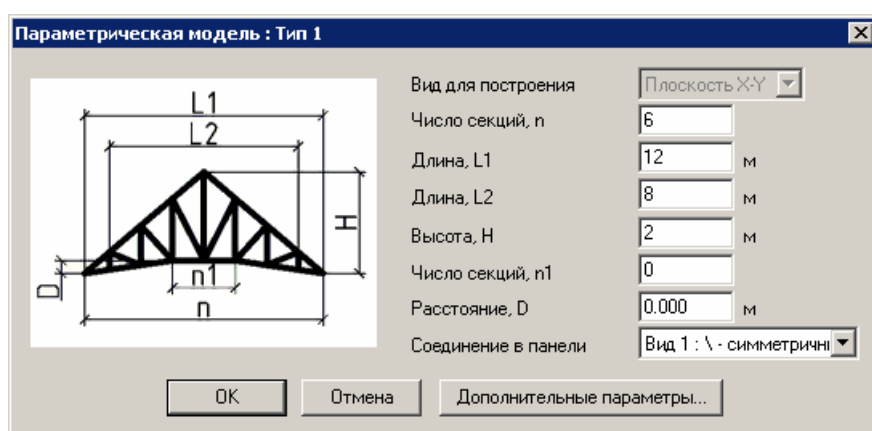 Параметрическая модель : Тип 1
L1
L2
H
D
n1
n
Вид для построения Плоскость X-Y
Число секций, n 6
Длина, L1 12 м
Длина, L2 8 м
Высота, H 2 м
Число секций, n1 0
Расстояние, D 0.000 м
Соединение в панели Вид 1 : \ - симметричн
OK Отмена Дополнительные параметры...